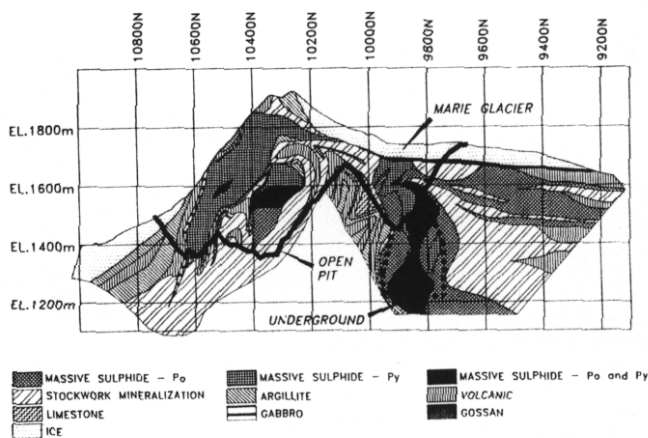 10800N
10600N
10400N
10200N
10000N
9800N
9600N
9400N
9200N
MARIE GLACIER
EL.1800m
EL.1600m
EL.1400m
EL.1200m
OPEN
PIT
UNDERGROUND
MASSIVE SULPHIDE - Po
MASSIVE SULPHIDE - Py
MASSIVE SULPHIDE - Po and Py
STOCKWORK MINERALIZATION
ARGILLITE
VOLCANIC
LIMESTONE
GABBRO
GOSSAN
ICE